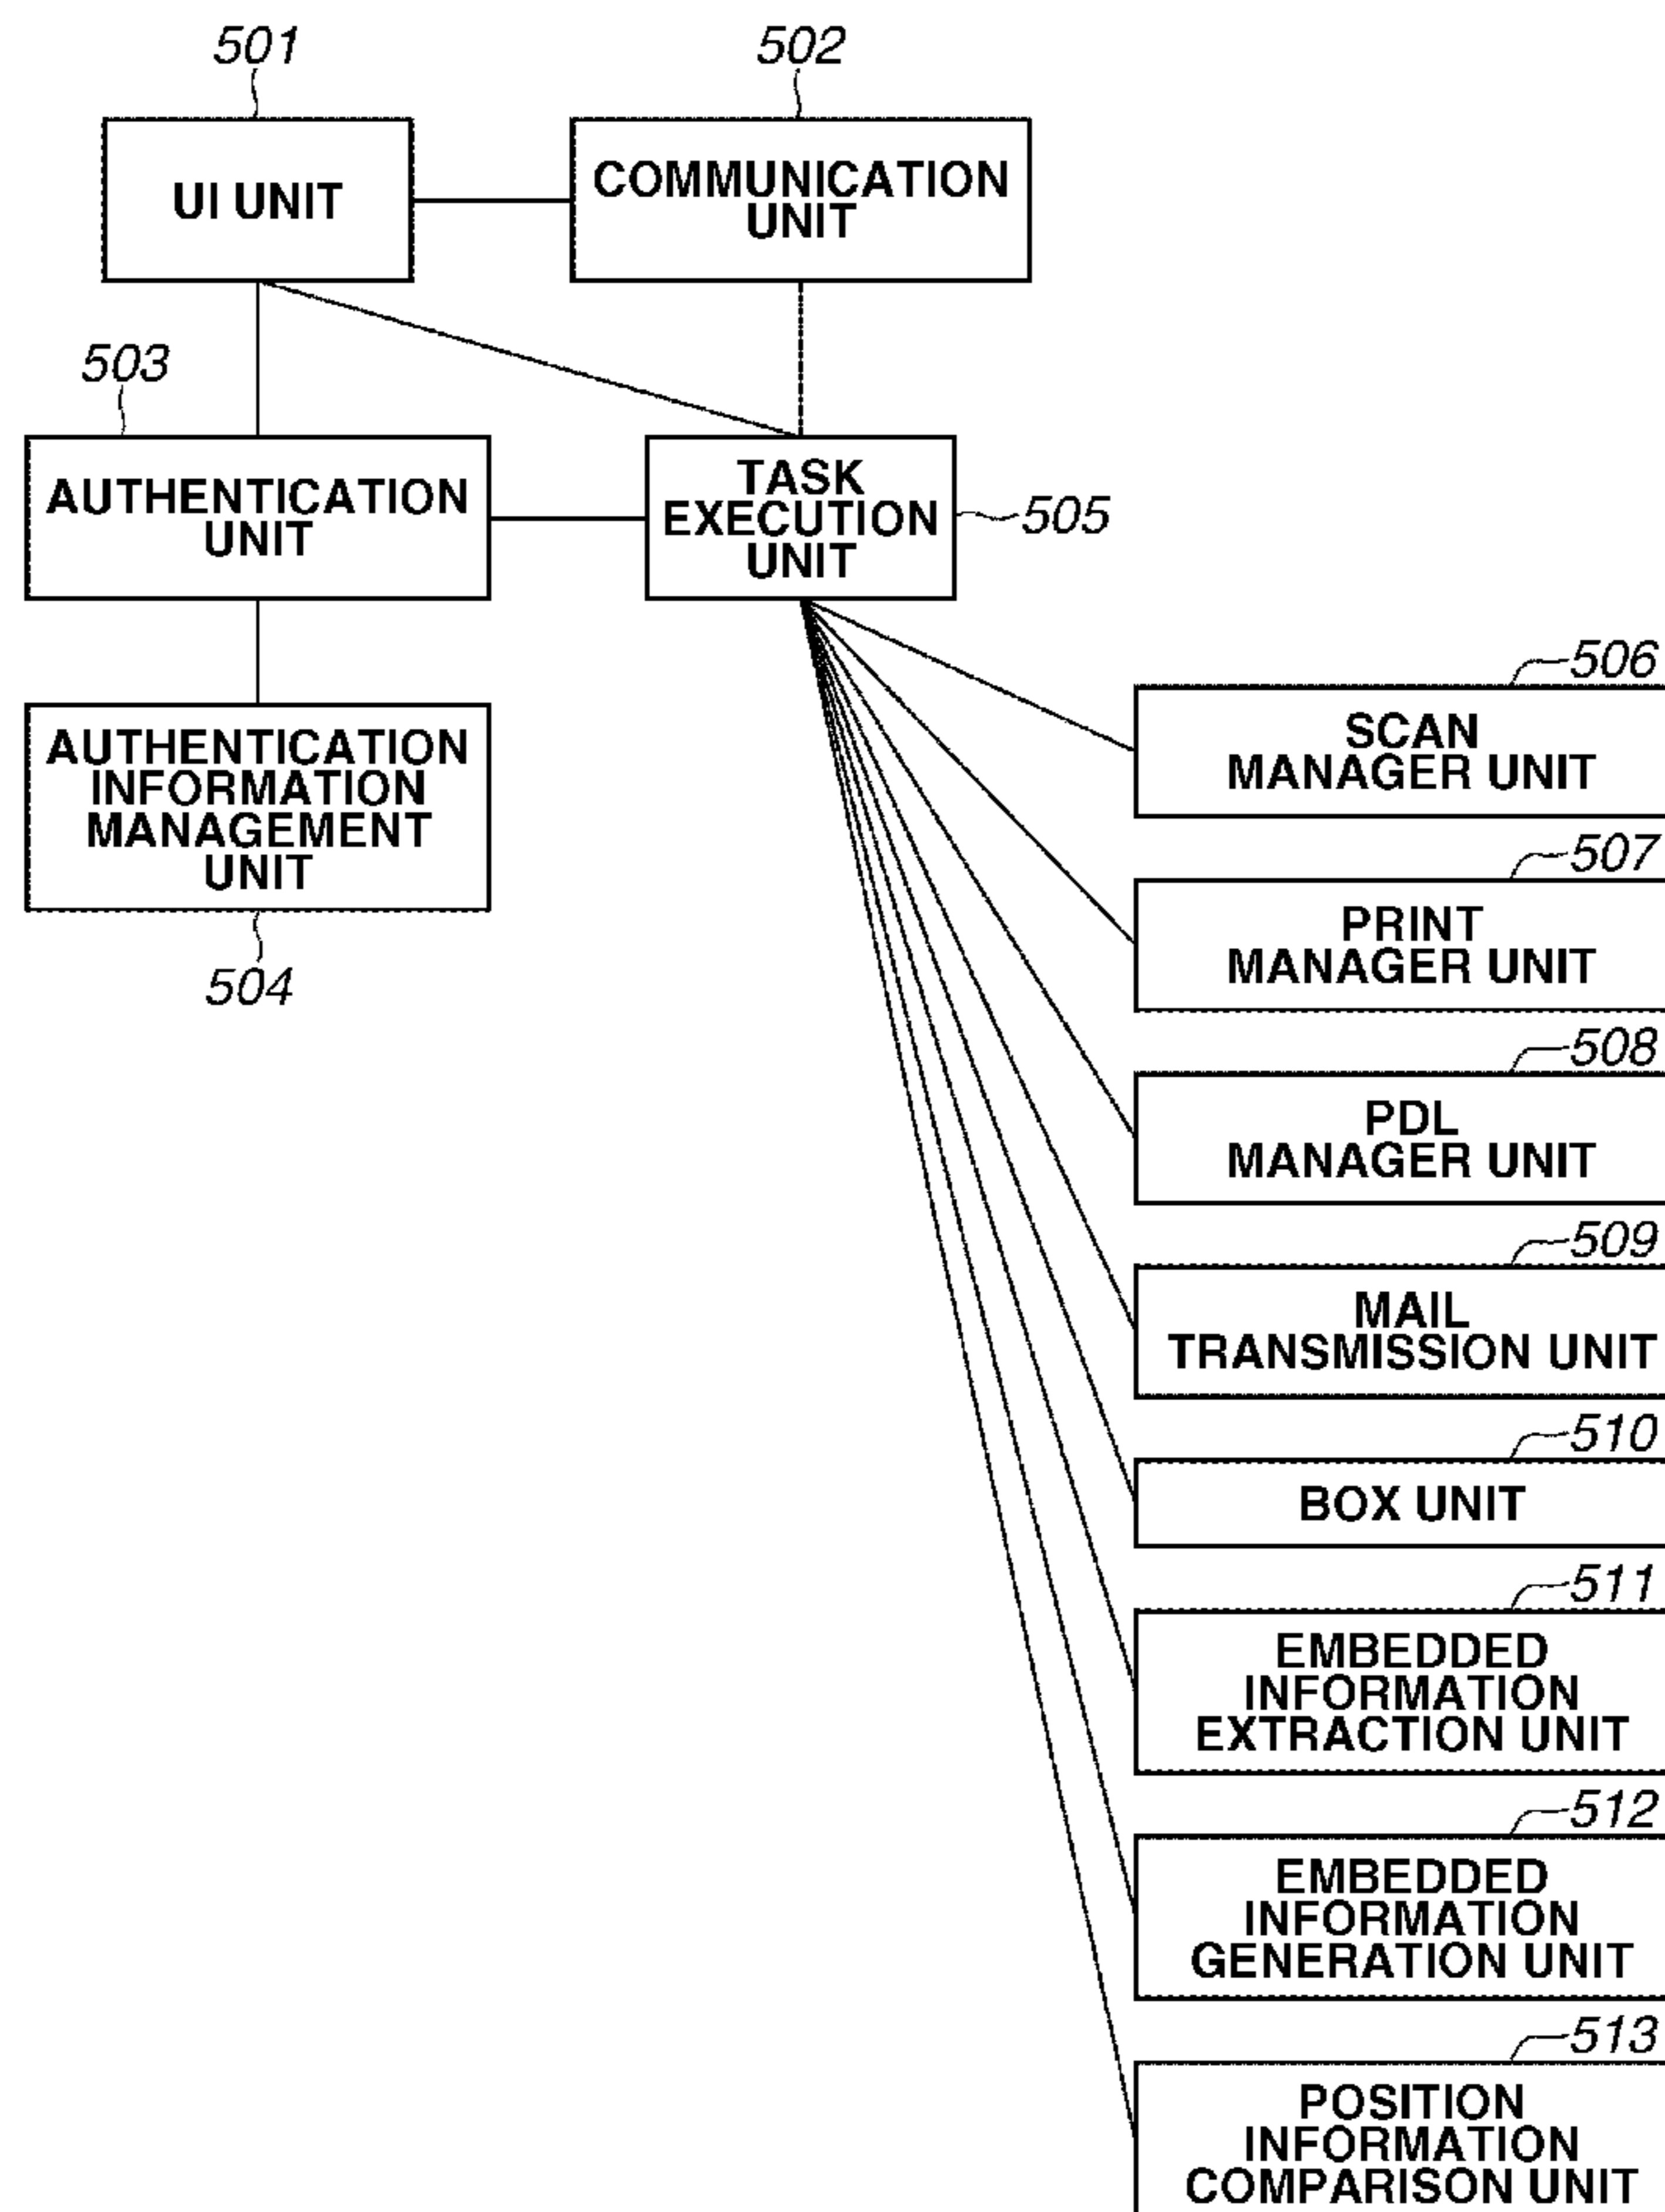 501
502
UI UNIT
COMMUNICATION
UNIT
503
AUTHENTICATION
UNIT
TASK
EXECUTION
UNIT
505
AUTHENTICATION
INFORMATION
MANAGEMENT
UNIT
504
506
SCAN
MANAGER UNIT
507
PRINT
MANAGER UNIT
508
PDL
MANAGER UNIT
509
MAIL
TRANSMISSION UNIT
510
BOX UNIT
511
EMBEDDED
INFORMATION
EXTRACTION UNIT
512
EMBEDDED
INFORMATION
GENERATION UNIT
513
POSITION
INFORMATION
COMPARISON UNIT